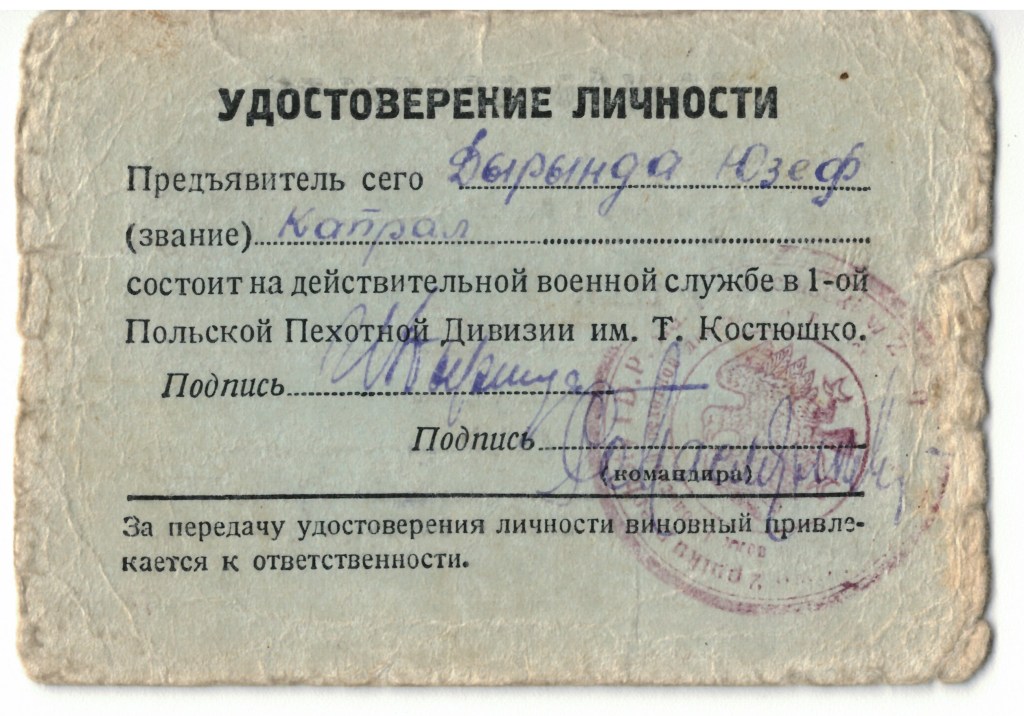 УДОСТОВЕРЕНИЕ ЛИЧНОСТИ
Предъявитель сего Дырында Юзеф
(звание) Капрал
состоит на действительной военной службе в 1-ой
Польской Пехотной Дивизии им. Т. Костюшко.
Подпись
Подпись
(командира)
За передачу удостоверения личности виновный привле-
кается к ответственности.